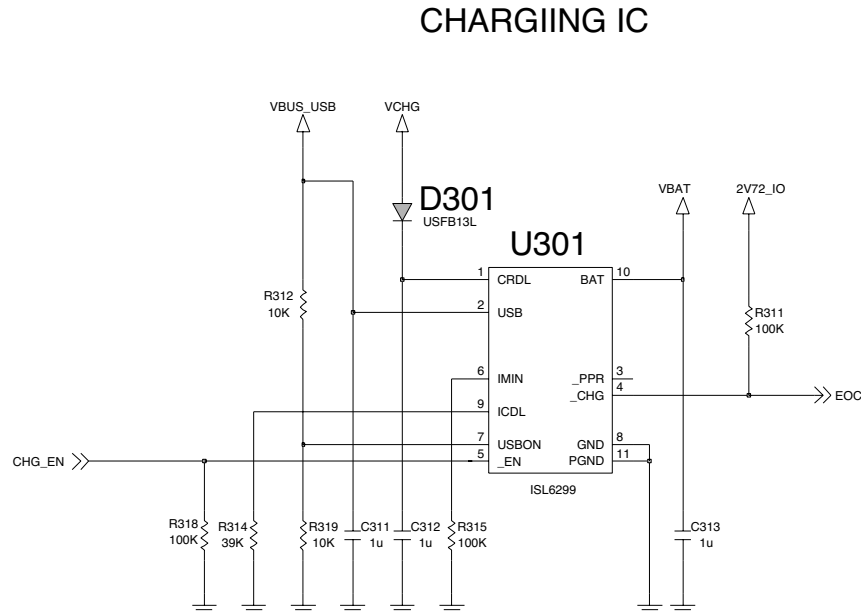 CHARGIING IC
VBUS_USB
VCHG
VBAT
2V72_IO
D301
USFB13L
U301
1
CRDL
BAT
10
R312
10K
2
USB
R311
100K
6
IMIN
_PPR
3
_CHG
4
EOC
9
ICDL
7
USBON
GND
8
CHG_EN
5
_EN
PGND
11
ISL6299
R318
100K
R314
39K
R319
10K
C311
1u
C312
1u
R315
100K
C313
1u